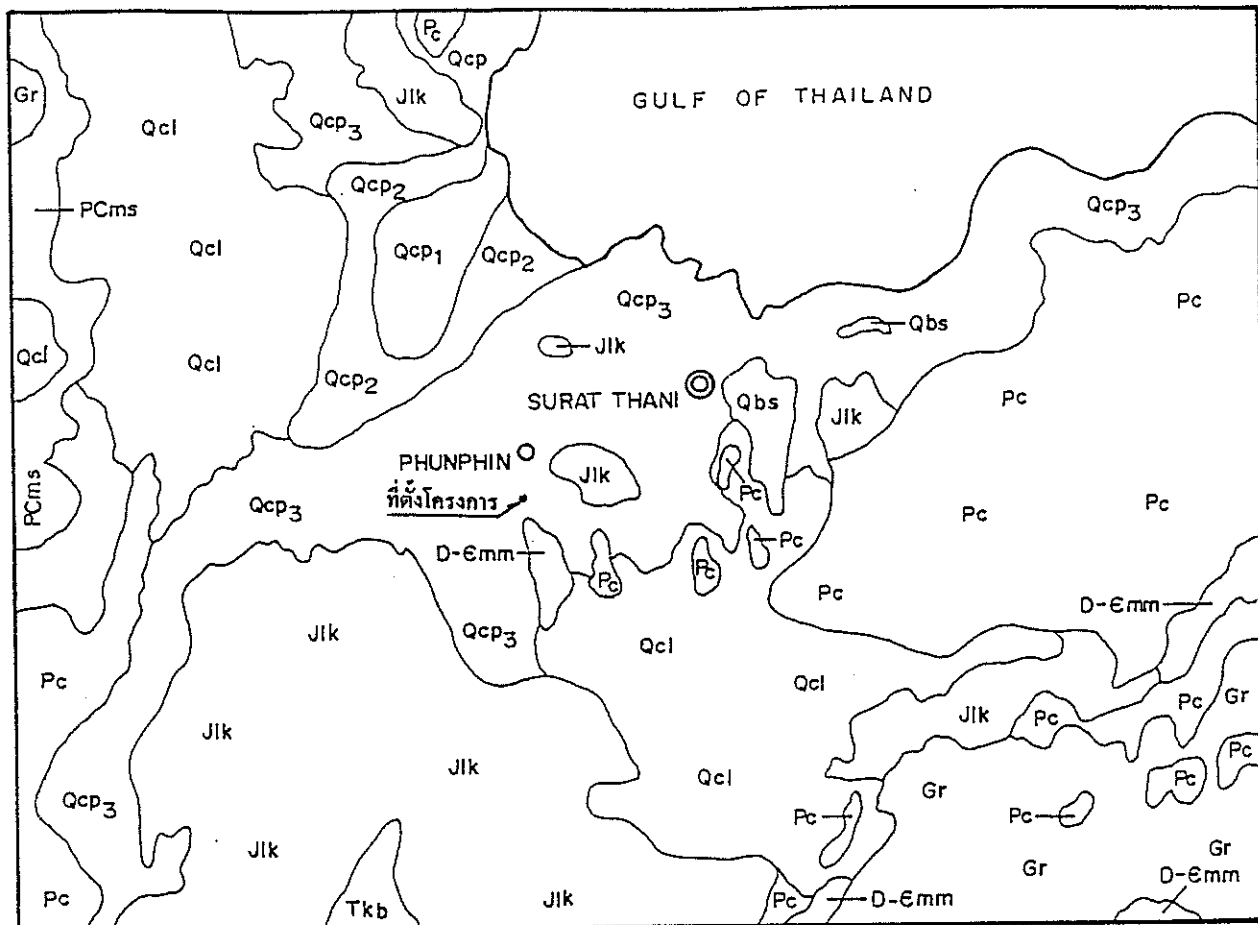 Pc
Qcp
Gr
Jlk
GULF OF THAILAND
Qcl
Qcp3
Qcp2
PCms
Qcp3
Qcl
Qcp1
Qcp2
Pc
Qcp3
Qbs
Jlk
Qcl
Qcl
Qcp2
SURAT THANI
Qbs
Jlk
Pc
PHUNPHIN
Jlk
PCms
Qcp3
ที่ตั้งโครงการ
Pc
Pc
Pc
Pc
D-Єmm
Pc
Pc
Pc
D-Єmm
Jlk
Qcp3
Qcl
Pc
Qcl
Pc
Gr
Jlk
Pc
Jlk
Jlk
Pc
Qcp3
Qcl
Gr
Pc
Pc
Pc
Jlk
Gr
Gr
D-Єmm
Pc
Tkb
Jlk
Pc
D-Єmm